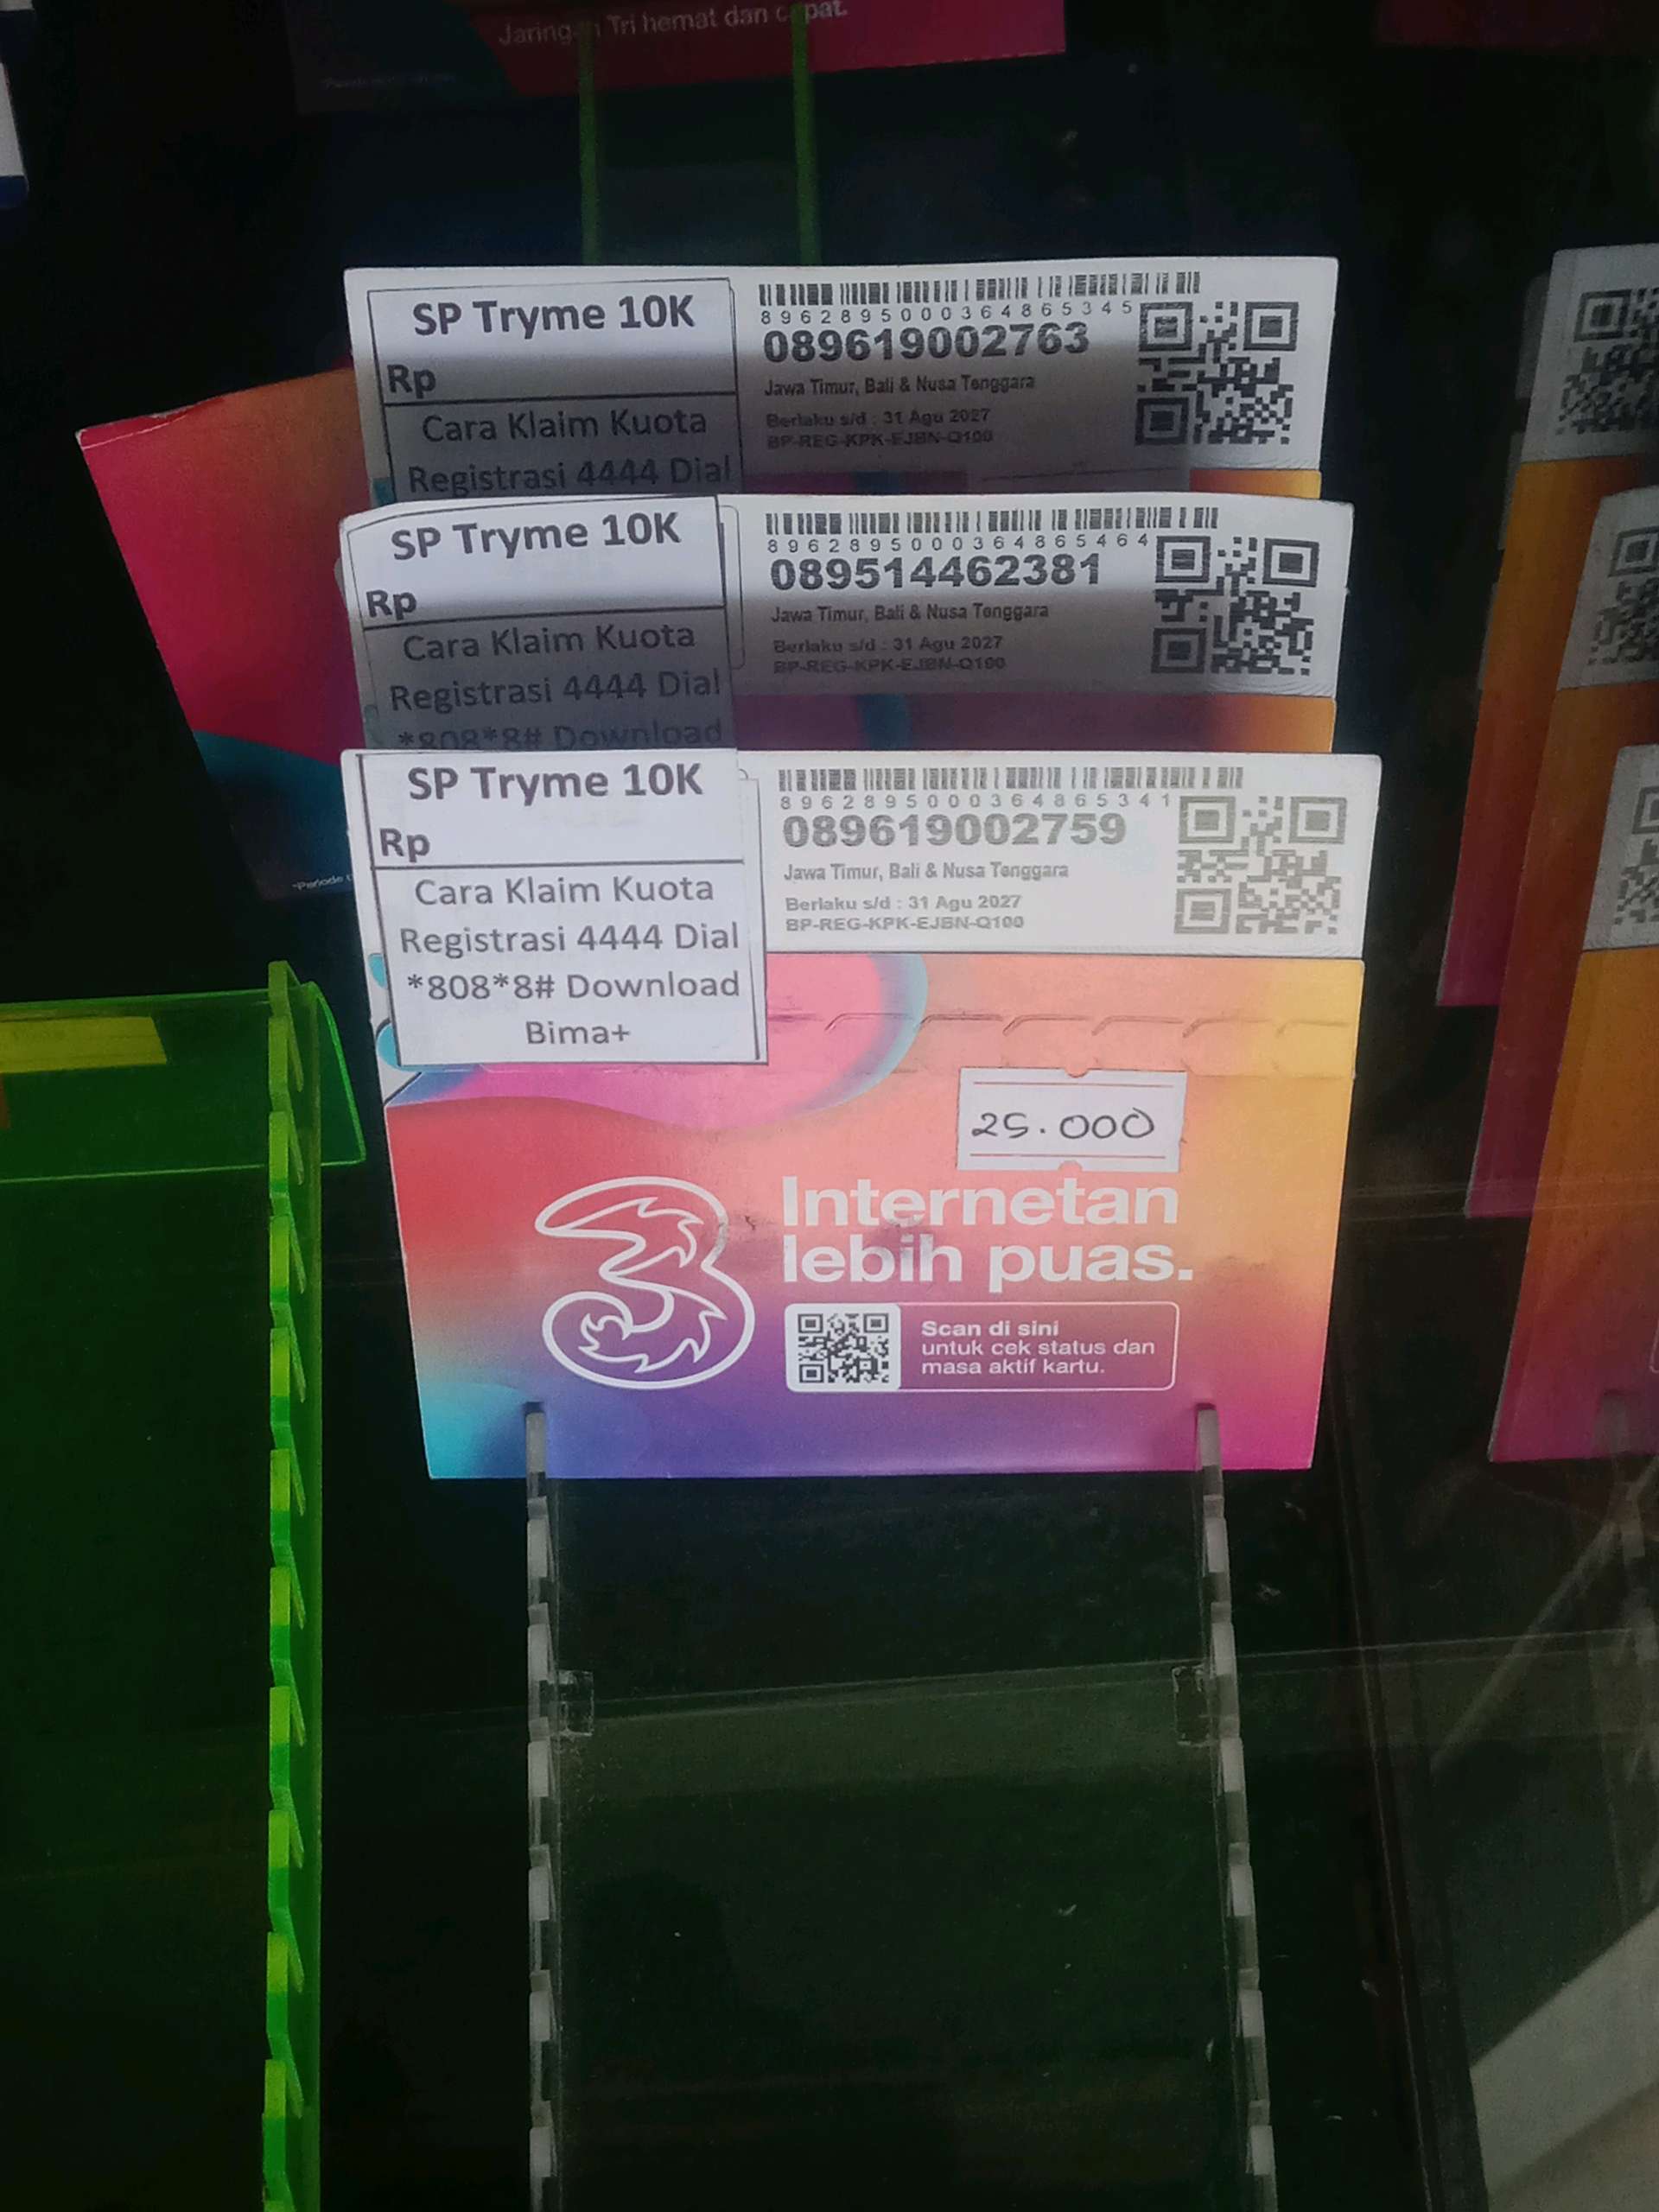 Jaringan Tri hemat dan cepat.
SP Tryme 10K
Rp
Cara Klaim Kuota
Registrasi 4444 Dial
8962895000364865345
089619002763
Jawa Timur, Bali & Nusa Tenggara
Berlaku s/d : 31 Agu 2027
BP-REG-KPK-EJBN-Q100
SP Tryme 10K
Rp
Cara Klaim Kuota
Registrasi 4444 Dial
*808*8# Download
8962895000364865464
089514462381
Jawa Timur, Bali & Nusa Tenggara
Berlaku s/d : 31 Agu 2027
BP-REG-KPK-EJBN-Q100
*Periode
SP Tryme 10K
Rp
Cara Klaim Kuota
Registrasi 4444 Dial
*808*8# Download
Bima+
8962895000364865341
089619002759
Jawa Timur, Bali & Nusa Tenggara
Berlaku s/d : 31 Agu 2027
BP-REG-KPK-EJBN-Q100
25.000
3
Internetan
lebih puas.
Scan di sini
untuk cek status dan
masa aktif kartu.